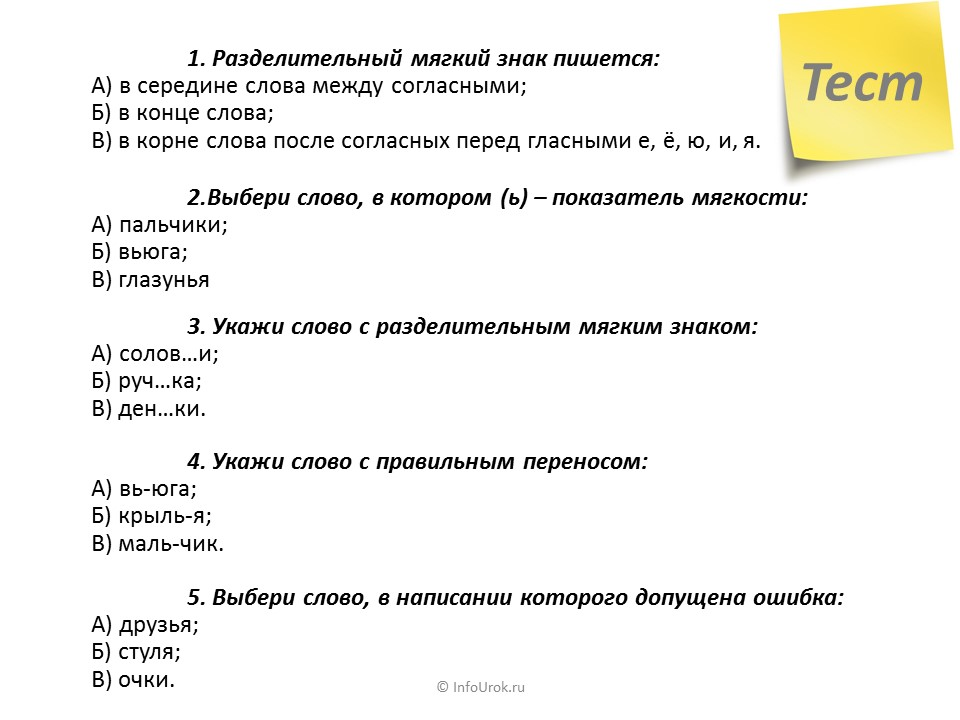 Тест
1. Разделительный мягкий знак пишется:
А) в середине слова между согласными;
Б) в конце слова;
В) в корне слова после согласных перед гласными е, ё, ю, и, я.
2.Выбери слово, в котором (ь) – показатель мягкости:
А) пальчики;
Б) вьюга;
В) глазунья
3. Укажи слово с разделительным мягким знаком:
А) солов…и;
Б) руч…ка;
В) ден…ки.
4. Укажи слово с правильным переносом:
А) вь-юга;
Б) крыль-я;
В) маль-чик.
5. Выбери слово, в написании которого допущена ошибка:
А) друзья;
Б) стуля;
В) очки.
© InfoUrok.ru